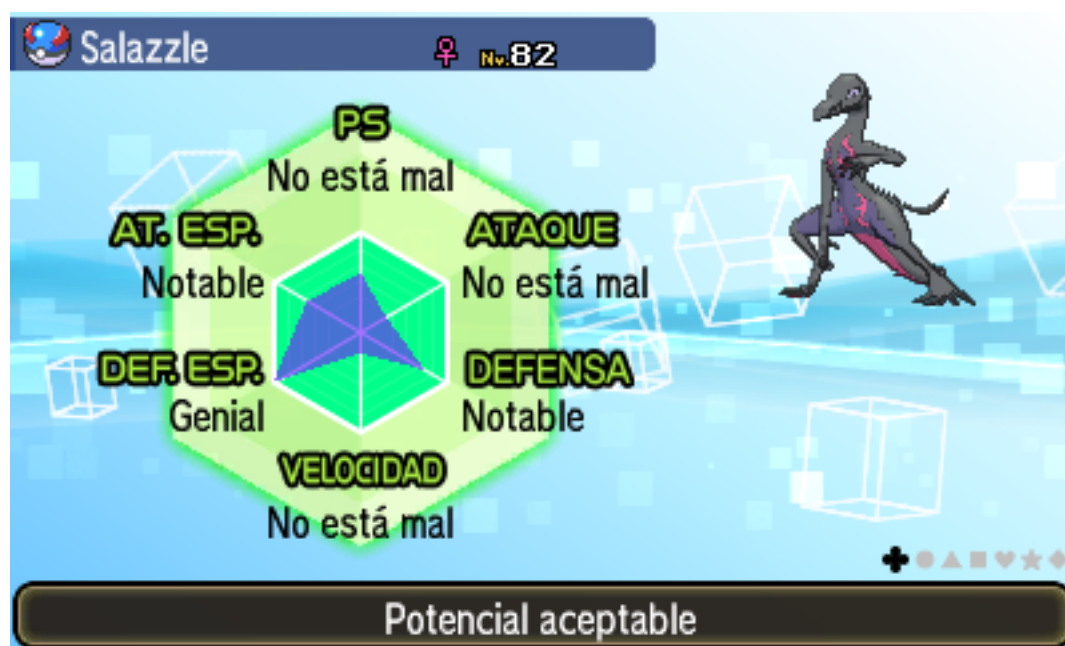 Salazzle ♀ Nv.82
PS
No está mal
AT. ESP.
Notable
ATAQUE
No está mal
DEF. ESP.
Genial
DEFENSA
Notable
VELOCIDAD
No está mal
Potencial aceptable